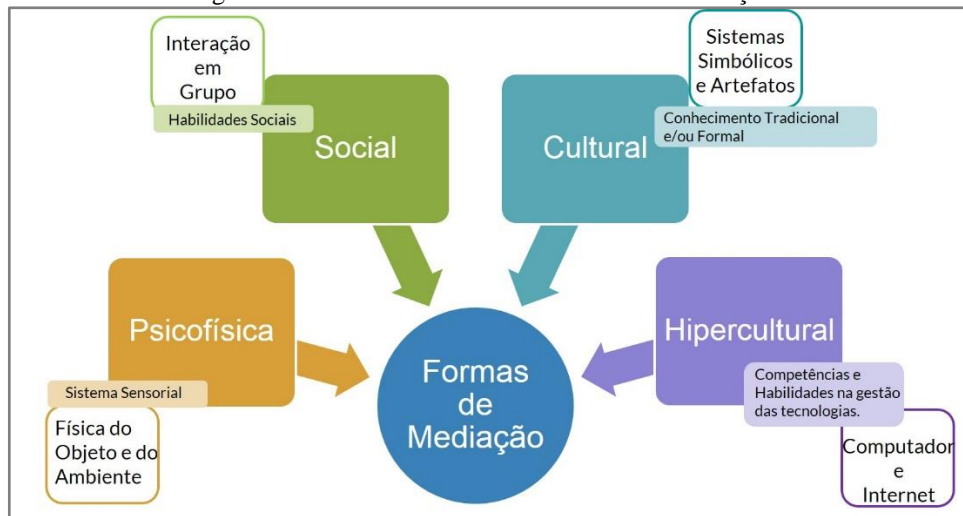 Interação
em
Grupo
Habilidades Sociais
Social
Sistemas
Simbólicos
e Artefatos
Conhecimento Tradicional
e/ou Formal
Cultural
Psicofísica
Sistema Sensorial
Física do
Objeto e do
Ambiente
Hipercultural
Competências e
Habilidades na gestão
das tecnologias.
Computador
e
Internet
Formas
de
Mediação